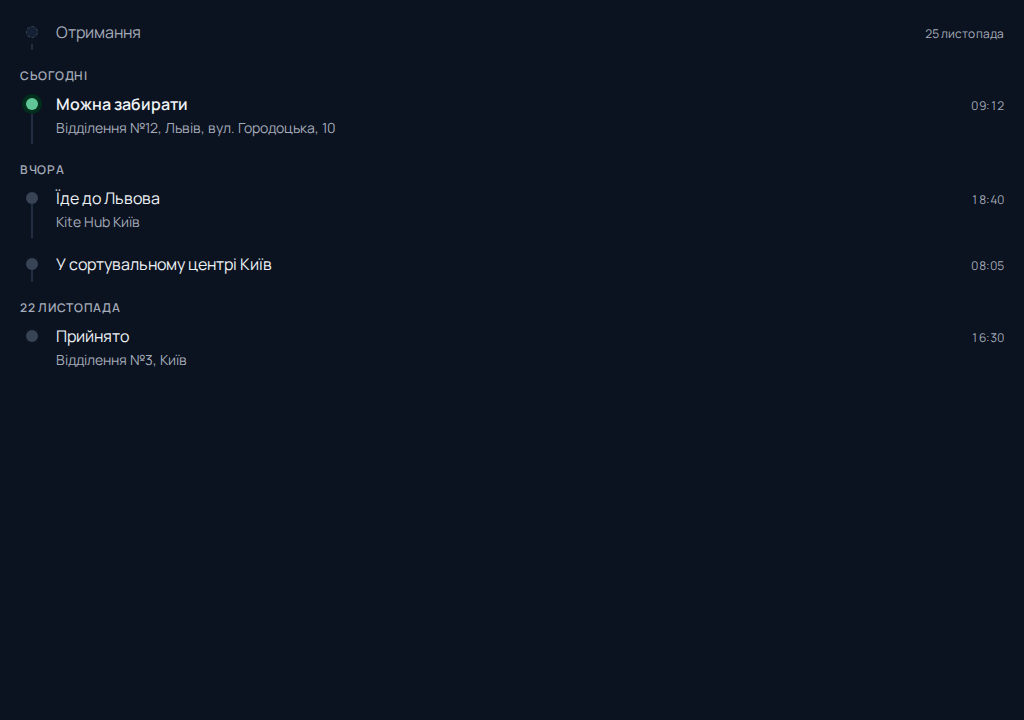 Отримання 25 листопада
СЬОГОДНІ
Можна забирати 09:12
Відділення №12, Львів, вул. Городоцька, 10
ВЧОРА
Їде до Львова 18:40
Kite Hub Київ
У сортувальному центрі Київ 08:05
22 ЛИСТОПАДА
Прийнято 16:30
Відділення №3, Київ